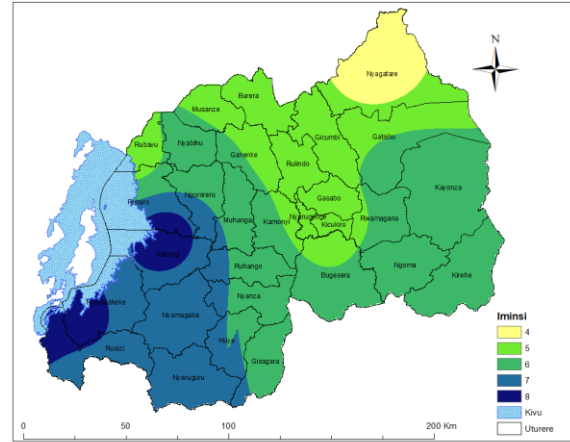 N
Nyagatare
Burera
Musanze
Gicumbi
Gatsibo
Rubavu
Nyabihu
Gakenke
Rulindo
Kayonza
Ngororero
Gasabo
Rutsiro
Muhanga
Kamonyi
Nyarugenge
Rwamagana
Kicukiro
Karongi
Ruhango
Bugesera
Ngoma
Kirehe
Nyanza
Nyamasheke
Nyamagabe
Huye
Rusizi
Gisagara
Nyaruguru
Iminsi
4
5
6
7
8
Kivu
Uturere
0 50 100 200 Km